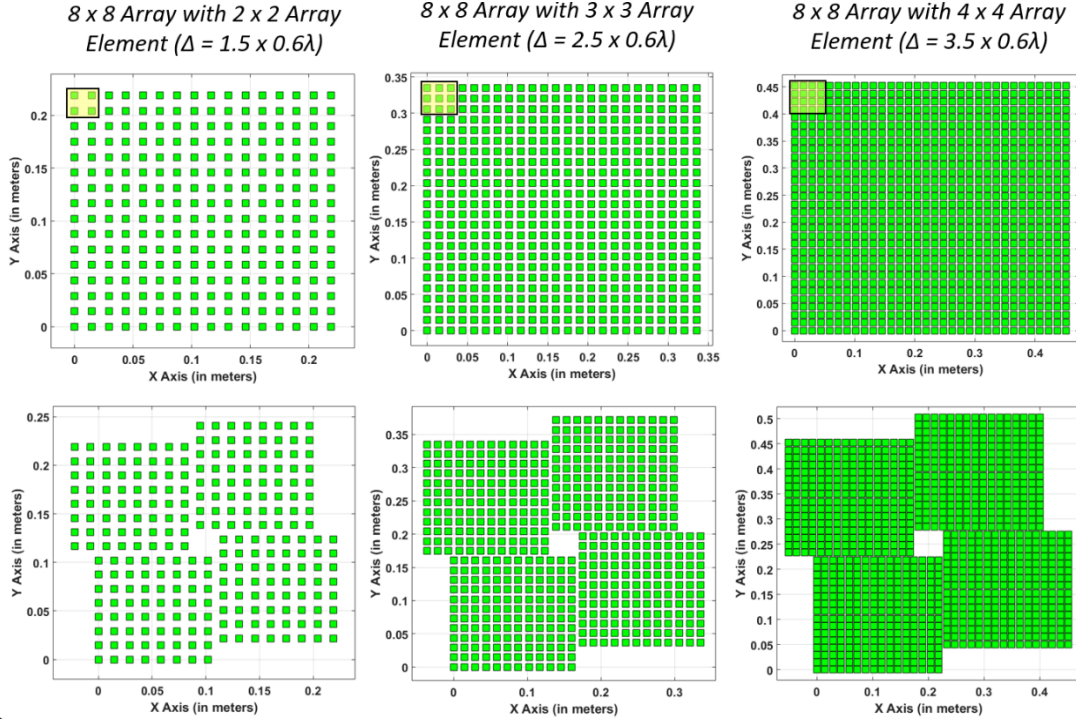 8 x 8 Array with 2 x 2 Array
Element (Δ = 1.5 x 0.6λ)
8 x 8 Array with 3 x 3 Array
Element (Δ = 2.5 x 0.6λ)
8 x 8 Array with 4 x 4 Array
Element (Δ = 3.5 x 0.6λ)
Y Axis (in meters)
0.2
0.15
0.1
0.05
0
0 0.05 0.1 0.15 0.2
X Axis (in meters)
Y Axis (in meters)
0.35
0.3
0.25
0.2
0.15
0.1
0.05
0
0 0.05 0.1 0.15 0.2 0.25 0.3 0.35
X Axis (in meters)
Y Axis (in meters)
0.45
0.4
0.35
0.3
0.25
0.2
0.15
0.1
0.05
0
0 0.1 0.2 0.3 0.4
X Axis (in meters)
Y Axis (in meters)
0.25
0.2
0.15
0.1
0.05
0
0 0.05 0.1 0.15 0.2
X Axis (in meters)
Y Axis (in meters)
0.35
0.3
0.25
0.2
0.15
0.1
0.05
0
0 0.1 0.2 0.3
X Axis (in meters)
Y Axis (in meters)
0.5
0.45
0.4
0.35
0.3
0.25
0.2
0.15
0.1
0.05
0
0 0.1 0.2 0.3 0.4
X Axis (in meters)